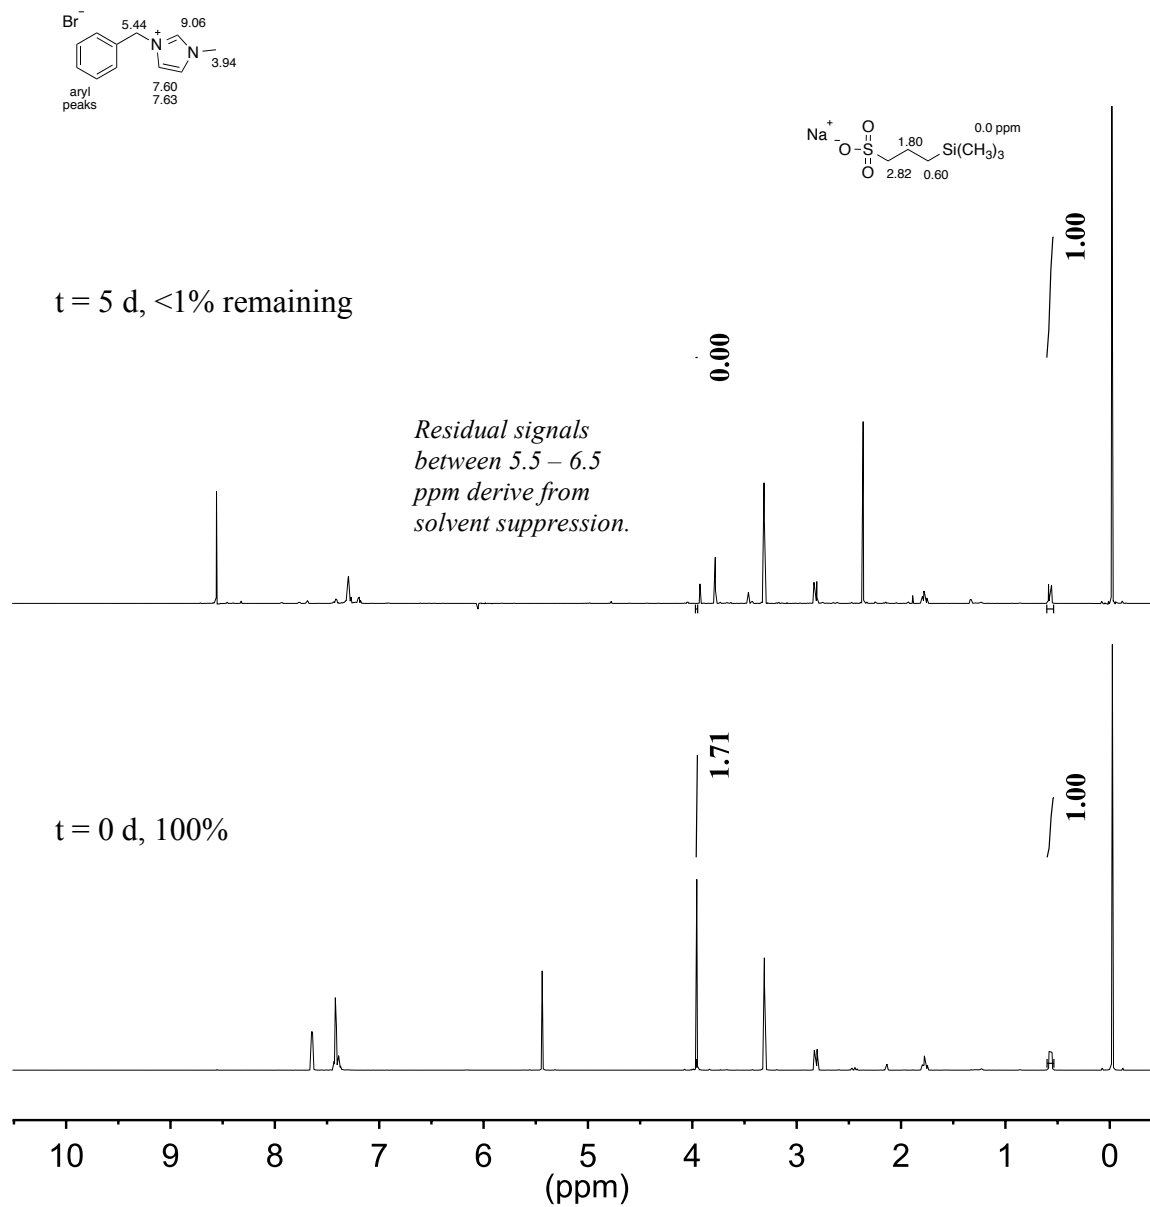 Br⁻
5.44
9.06
N⁺
N
3.94
7.60
7.63
aryl
peaks
Na⁺
⁻O
S
O
O
1.80
2.82
0.60
Si(CH₃)₃
0.0 ppm
1.00
t = 5 d, <1% remaining
0.00
Residual signals
between 5.5 – 6.5
ppm derive from
solvent suppression.
1.71
1.00
t = 0 d, 100%
10 9 8 7 6 5 4 3 2 1 0
(ppm)